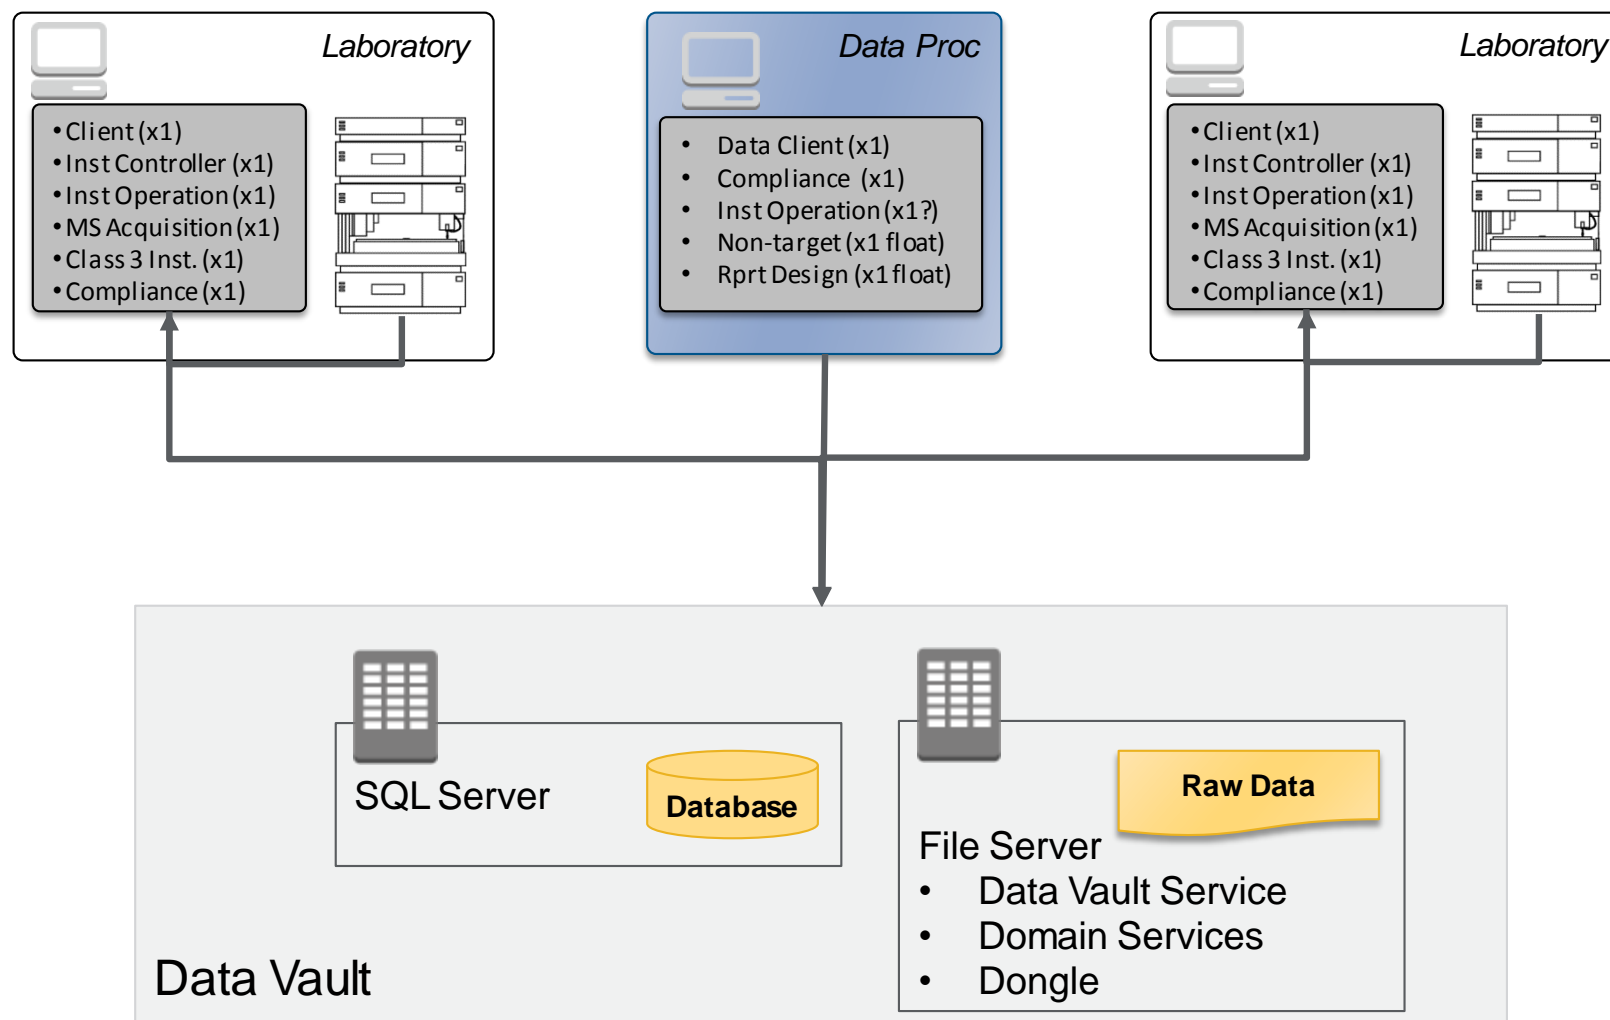 Laboratory
• Client (x1)
• Inst Controller (x1)
• Inst Operation (x1)
• MS Acquisition (x1)
• Class 3 Inst. (x1)
• Compliance (x1)
Data Proc
• Data Client (x1)
• Compliance (x1)
• Inst Operation (x1?)
• Non-target (x1 float)
• Rprt Design (x1 float)
Laboratory
• Client (x1)
• Inst Controller (x1)
• Inst Operation (x1)
• MS Acquisition (x1)
• Class 3 Inst. (x1)
• Compliance (x1)
SQL Server
Database
Raw Data
File Server
• Data Vault Service
• Domain Services
• Dongle
Data Vault